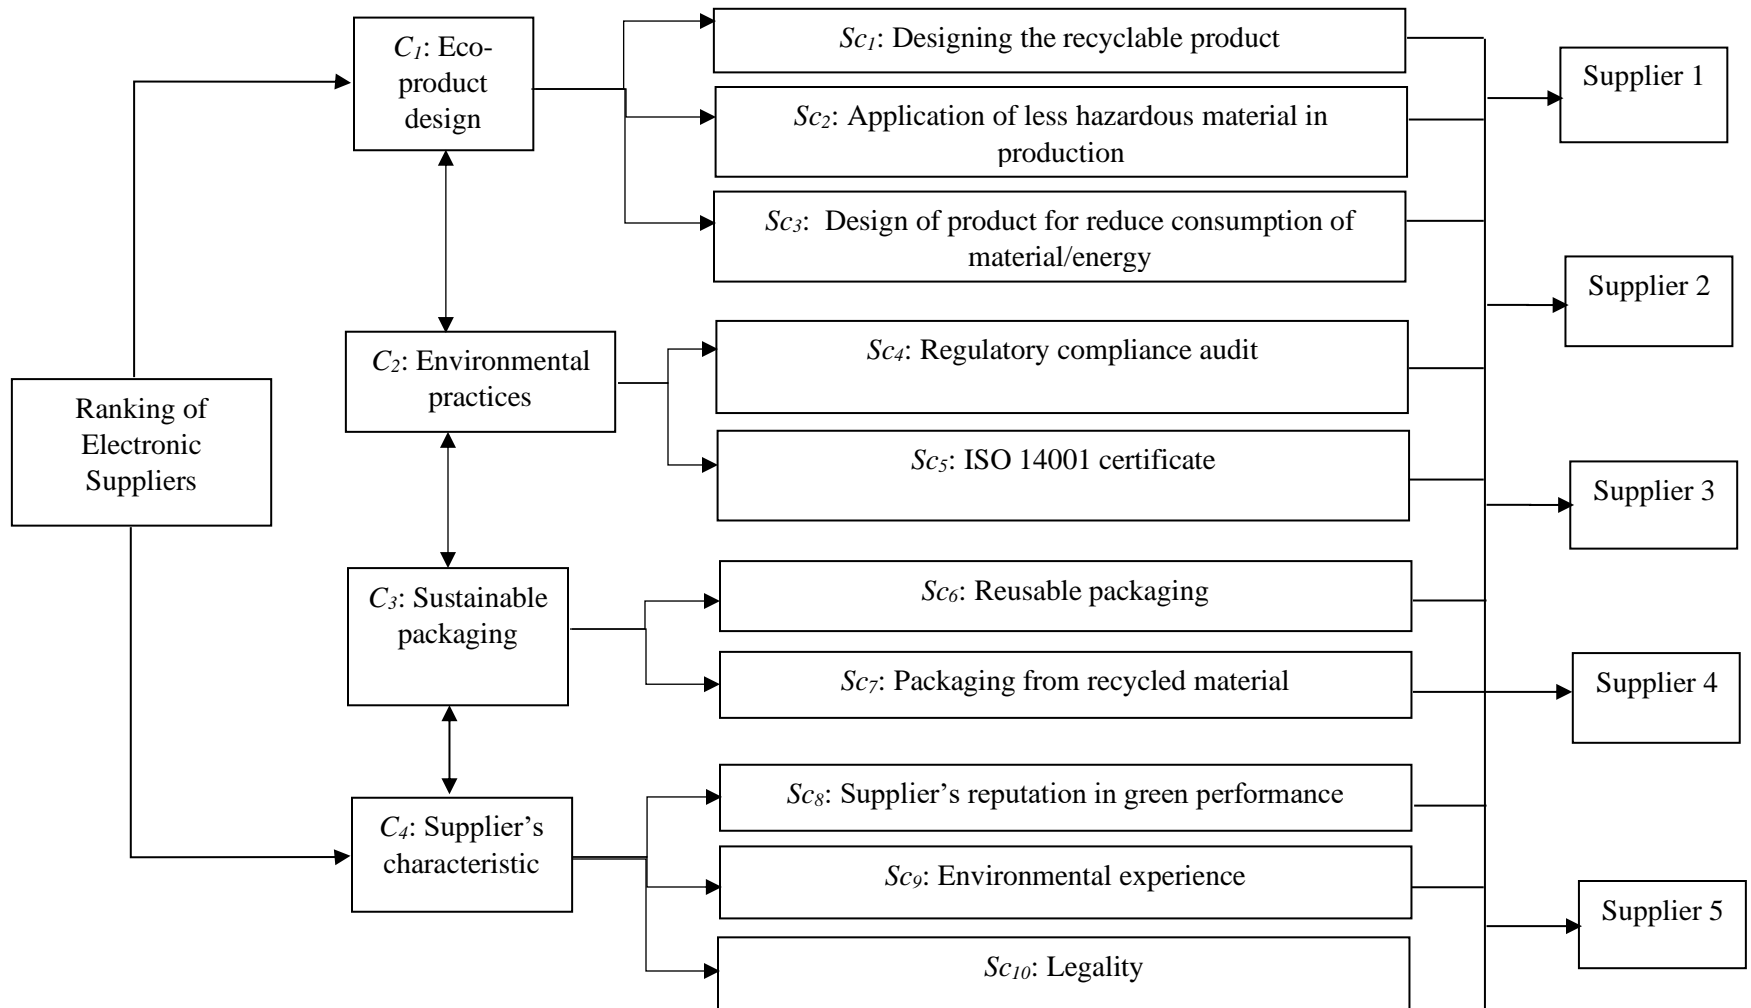 Ranking of
Electronic
Suppliers
C₁: Eco-
product
design
C₂: Environmental
practices
C₃: Sustainable
packaging
C₄: Supplier’s
characteristic
Sc₁: Designing the recyclable product
Sc₂: Application of less hazardous material in
production
Sc₃: Design of product for reduce consumption of
material/energy
Sc₄: Regulatory compliance audit
Sc₅: ISO 14001 certificate
Sc₆: Reusable packaging
Sc₇: Packaging from recycled material
Sc₈: Supplier’s reputation in green performance
Sc₉: Environmental experience
Sc₁₀: Legality
Supplier 1
Supplier 2
Supplier 3
Supplier 4
Supplier 5